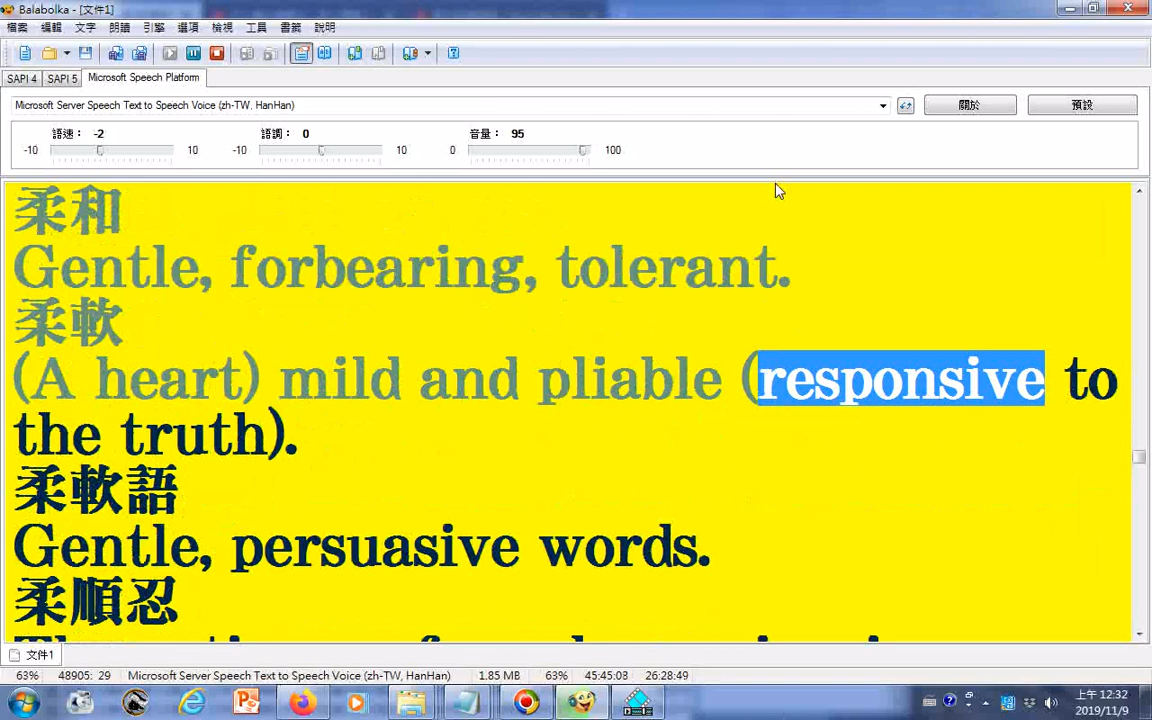 Balabolka - [文件1]
檔案 編輯 文字 朗讀 引擎 選項 檢視 工具 書籤 說明
SAPI 4 SAPI 5 Microsoft Speech Platform
Microsoft Server Speech Text to Speech Voice (zh-TW, HanHan) 關於 預設
語速： -2 語調： 0 音量： 95
-10 10 -10 10 0 100
柔和
Gentle, forbearing, tolerant.
柔軟
(A heart) mild and pliable (responsive to
the truth).
柔軟語
Gentle, persuasive words.
柔順忍
文件1
63% 48905: 29 Microsoft Server Speech Text to Speech Voice (zh-TW, HanHan) 1.85 MB 63% 45:45:08 26:28:49
上午 12:32
2019/11/9